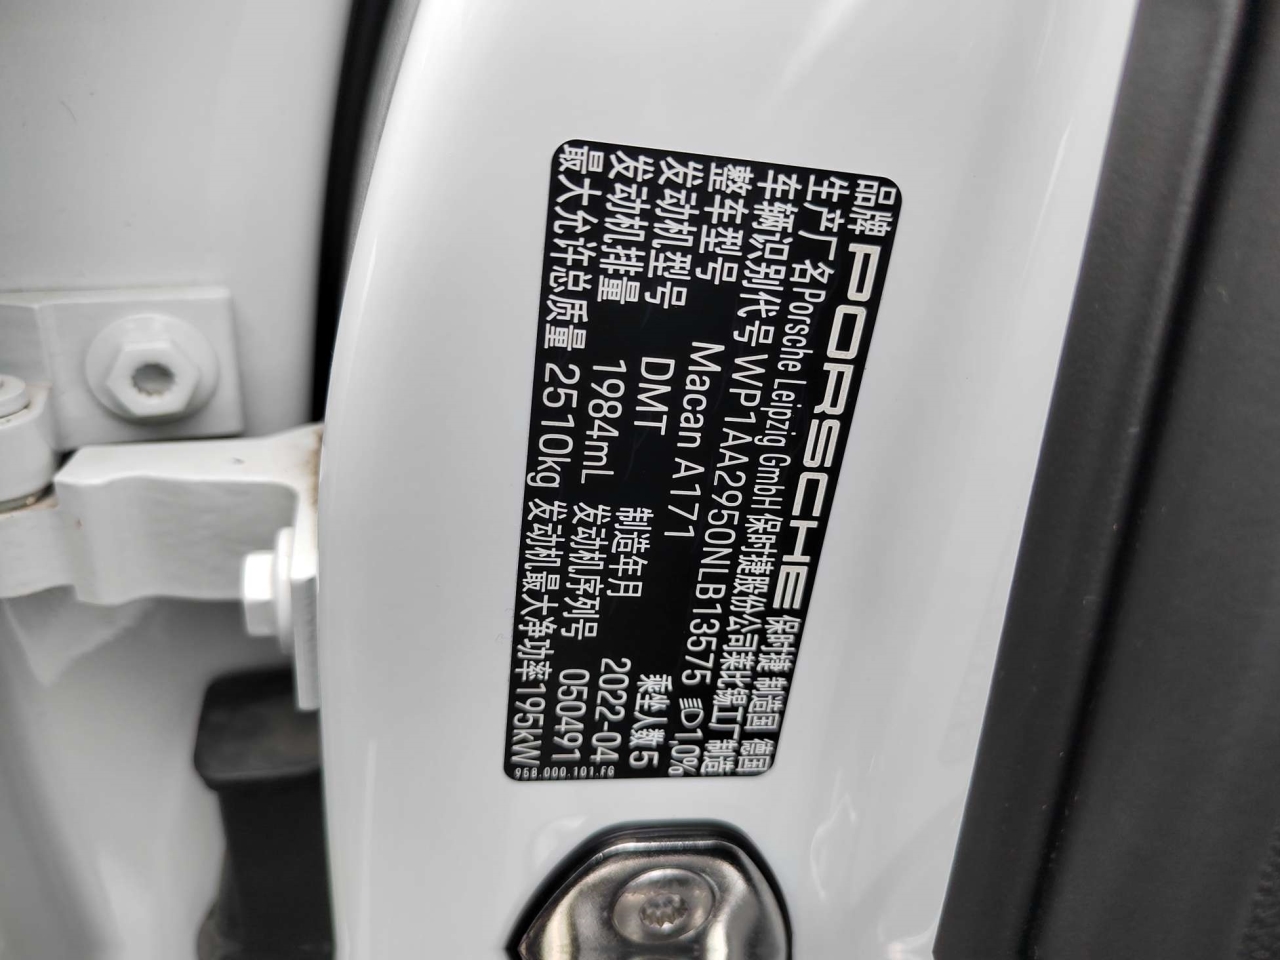 品牌 PORSCHE 保时捷 制造国 德国
生产厂名 Porsche Leipzig GmbH 保时捷股份公司莱比锡工厂 制造
车辆识别代号 WP1AA2950NLB13575 1,0%
整车型号 Macan A171 乘坐人数 5
发动机型号 DMT 制造年月 2022-04
发动机排量 1984mL 发动机序列号 050491
最大允许总质量 2510kg 发动机最大净功率 195kW
958.000.101.FG